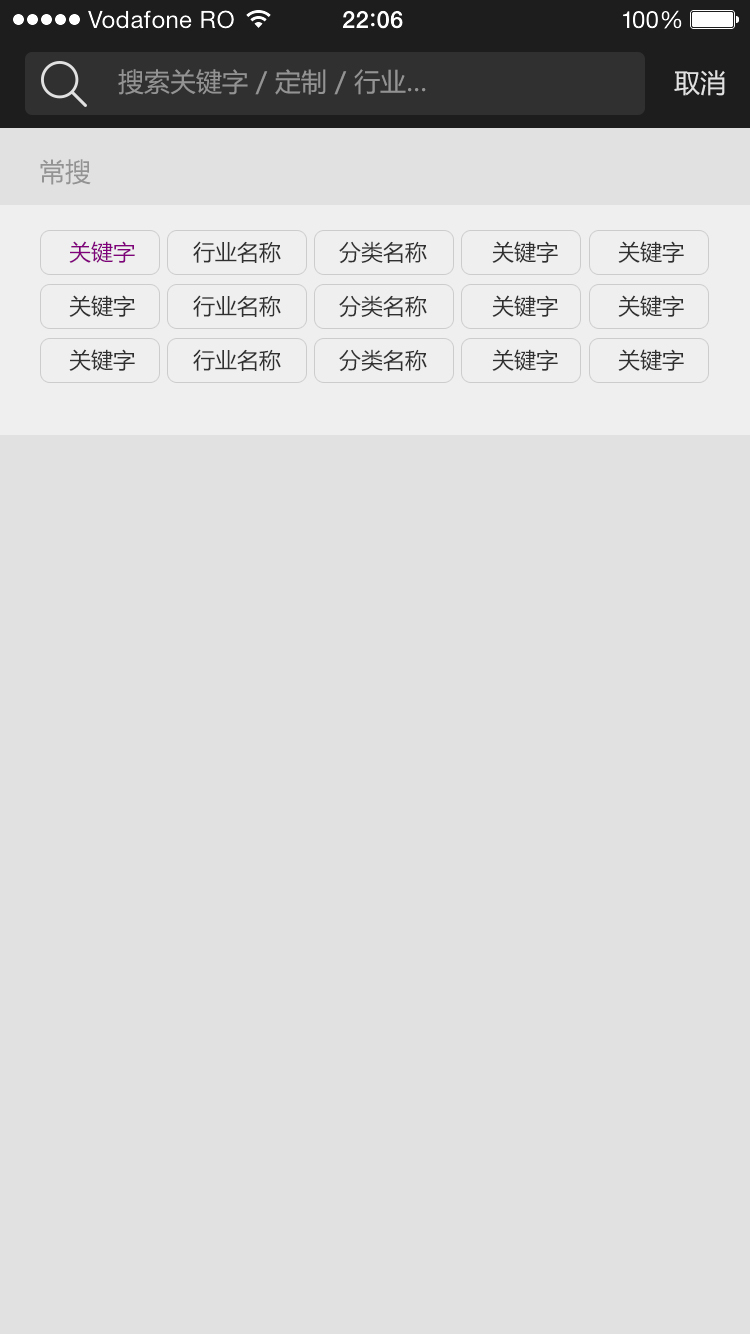 Vodafone RO 22:06 100%
搜索关键字 / 定制 / 行业... 取消
常搜
关键字 行业名称 分类名称 关键字 关键字
关键字 行业名称 分类名称 关键字 关键字
关键字 行业名称 分类名称 关键字 关键字